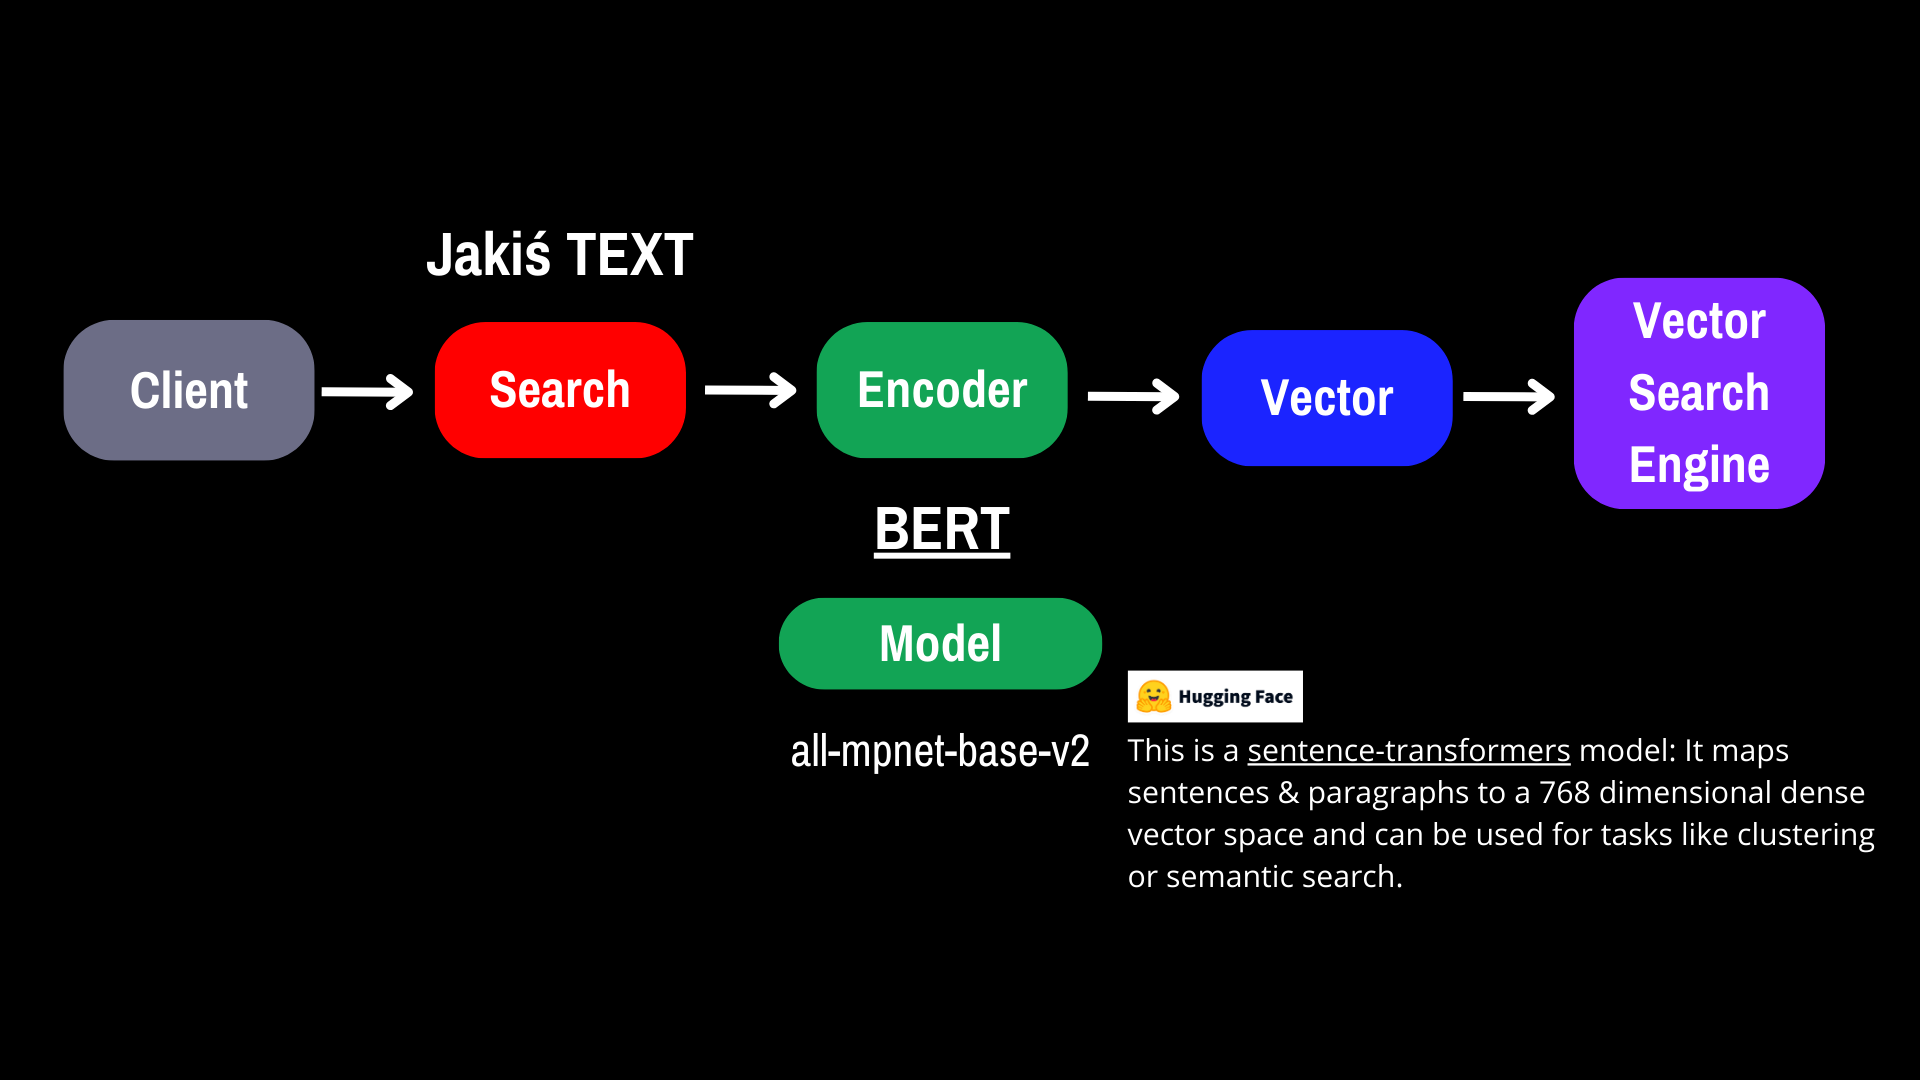 Jakiś TEXT
Client
Search
Encoder
Vector
Vector
Search
Engine
BERT
Model
all-mpnet-base-v2
Hugging Face
This is a sentence-transformers model: It maps
sentences & paragraphs to a 768 dimensional dense
vector space and can be used for tasks like clustering
or semantic search.